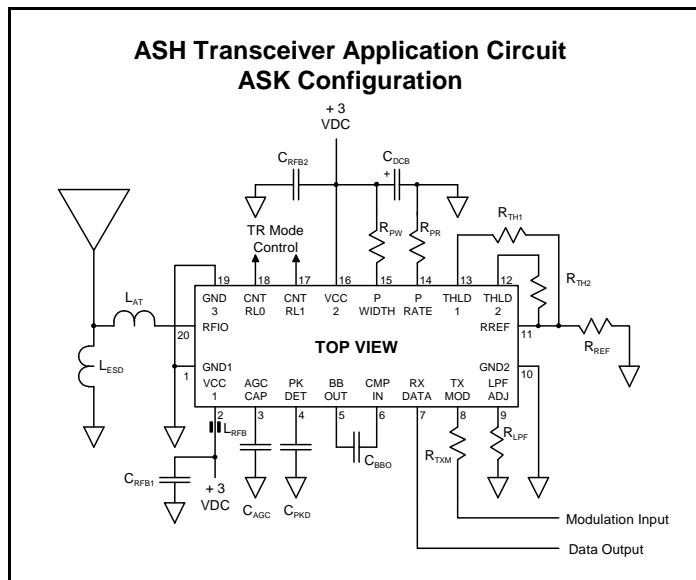 ASH Transceiver Application Circuit
ASK Configuration
+ 3
VDC
CRFB2
CDCB
+
TR Mode
Control
RPW
RPR
RTH1
RTH2
19
18
17
16
15
14
13
12
GND
3
CNT
RL0
CNT
RL1
VCC
2
P
WIDTH
P
RATE
THLD
1
THLD
2
LAT
20
RFIO
RREF
11
RREF
TOP VIEW
LESD
1
GND1
GND2
10
VCC
1
AGC
CAP
PK
DET
BB
OUT
CMP
IN
RX
DATA
TX
MOD
LPF
ADJ
2
3
4
5
6
7
8
9
LRFB
CBBO
RTXM
RLPF
CRFB1
+ 3
VDC
CAGC
CPKD
Modulation Input
Data Output